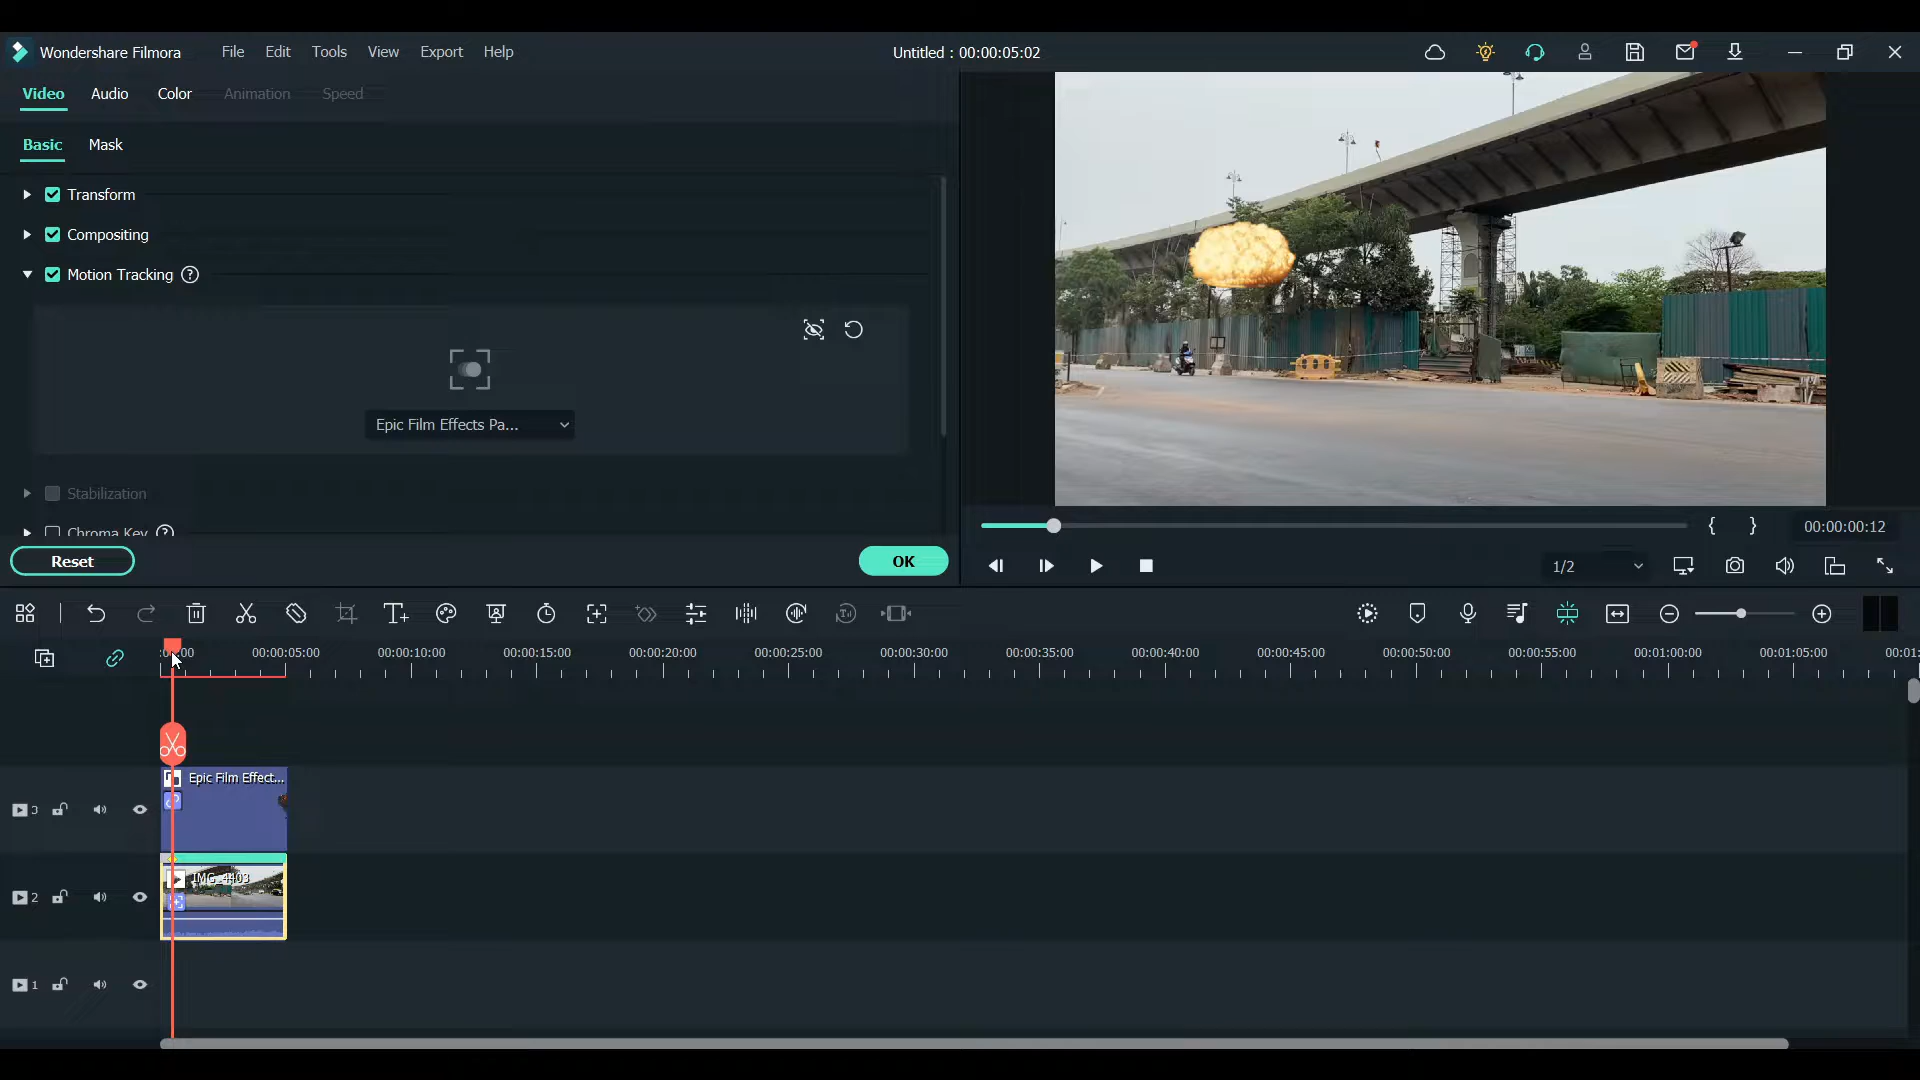 Wondershare Filmora File Edit Tools View Export Help Untitled : 00:00:05:02
Video Audio Color Animation Speed
Basic Mask
Transform
Compositing
Motion Tracking
Epic Film Effects Pa...
Stabilization
Chroma Key
00:00:00:12
Reset OK
1/2
00:00:05:00 00:00:10:00 00:00:15:00 00:00:20:00 00:00:25:00 00:00:30:00 00:00:35:00 00:00:40:00 00:00:45:00 00:00:50:00 00:00:55:00 00:01:00:00 00:01:05:00 00:01:
Epic Film Effect...
3
IMG_4403
2
1